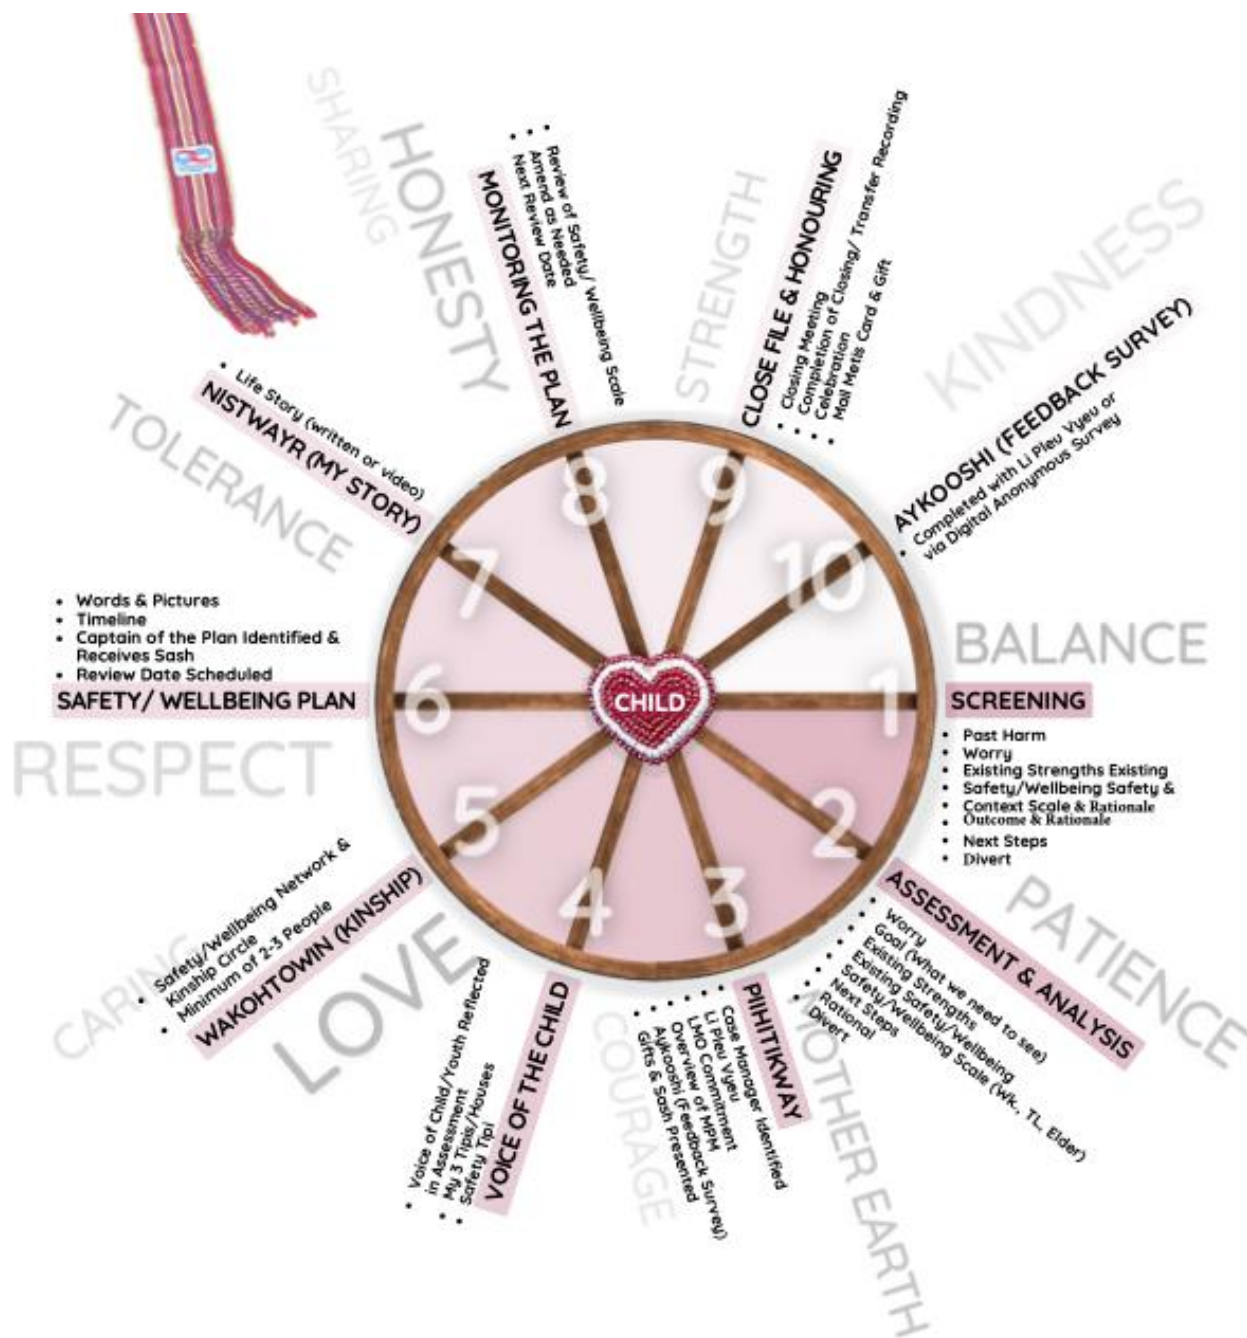 SHARING
HONESTY
STRENGTH
KINDNESS
TOLERANCE
BALANCE
RESPECT
PATIENCE
CARING
LOVE
COURAGE
MOTHER EARTH
CHILD
1
SCREENING
• Past Harm
• Worry
• Existing Strengths Existing
• Safety/Wellbeing Safety &
• Context Scale & Rationale
• Outcome & Rationale
• Next Steps
• Divert
2
ASSESSMENT & ANALYSIS
• Worry
• Goal (What we need to see)
• Existing Strengths
• Existing Safety/Wellbeing
• Safety/Wellbeing Scale (Wk, TL, Elder)
• Next Steps
• Rational
• Divert
3
PIIHITIKWAY
• Case Manager Identified
• Li Pleu Vyeu
• LMO Commitment
• Overview of MPM
• Aykooshi (Feedback Survey)
• Gifts & Sash Presented
4
VOICE OF THE CHILD
• Voice of Child/Youth Reflected
in Assessment
• My 3 Tipis/Houses
• Safety Tipi
5
WAKOHTOWIN (KINSHIP)
• Safety/Wellbeing Network &
Kinship Circle
• Minimum of 2-3 People
6
SAFETY/ WELLBEING PLAN
• Words & Pictures
• Timeline
• Captain of the Plan Identified &
Receives Sash
• Review Date Scheduled
7
NISTWAYR (MY STORY)
• Life Story (written or video)
8
MONITORING THE PLAN
• Review of Safety/ Wellbeing Scale
• Amend as Needed
• Next Review Date
9
CLOSE FILE & HONOURING
• Closing Meeting
• Completion of Closing/ Transfer Recording
• Celebration
• Mail Metis Card & Gift
10
AYKOOSHI (FEEDBACK SURVEY)
• Completed with Li Pleu Vyeu or
via Digital Anonymous Survey